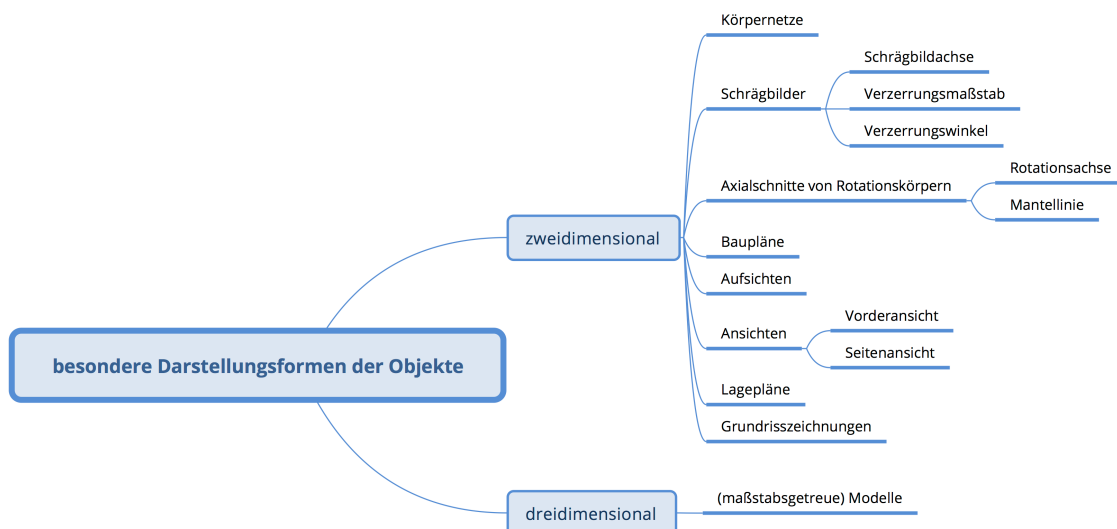 besondere Darstellungsformen der Objekte
zweidimensional
Körpernetze
Schrägbilder
Schrägbildachse
Verzerrungsmaßstab
Verzerrungswinkel
Axialschnitte von Rotationskörpern
Rotationsachse
Mantellinie
Baupläne
Aufsichten
Ansichten
Vorderansicht
Seitenansicht
Lagepläne
Grundrisszeichnungen
dreidimensional
(maßstabsgetreue) Modelle